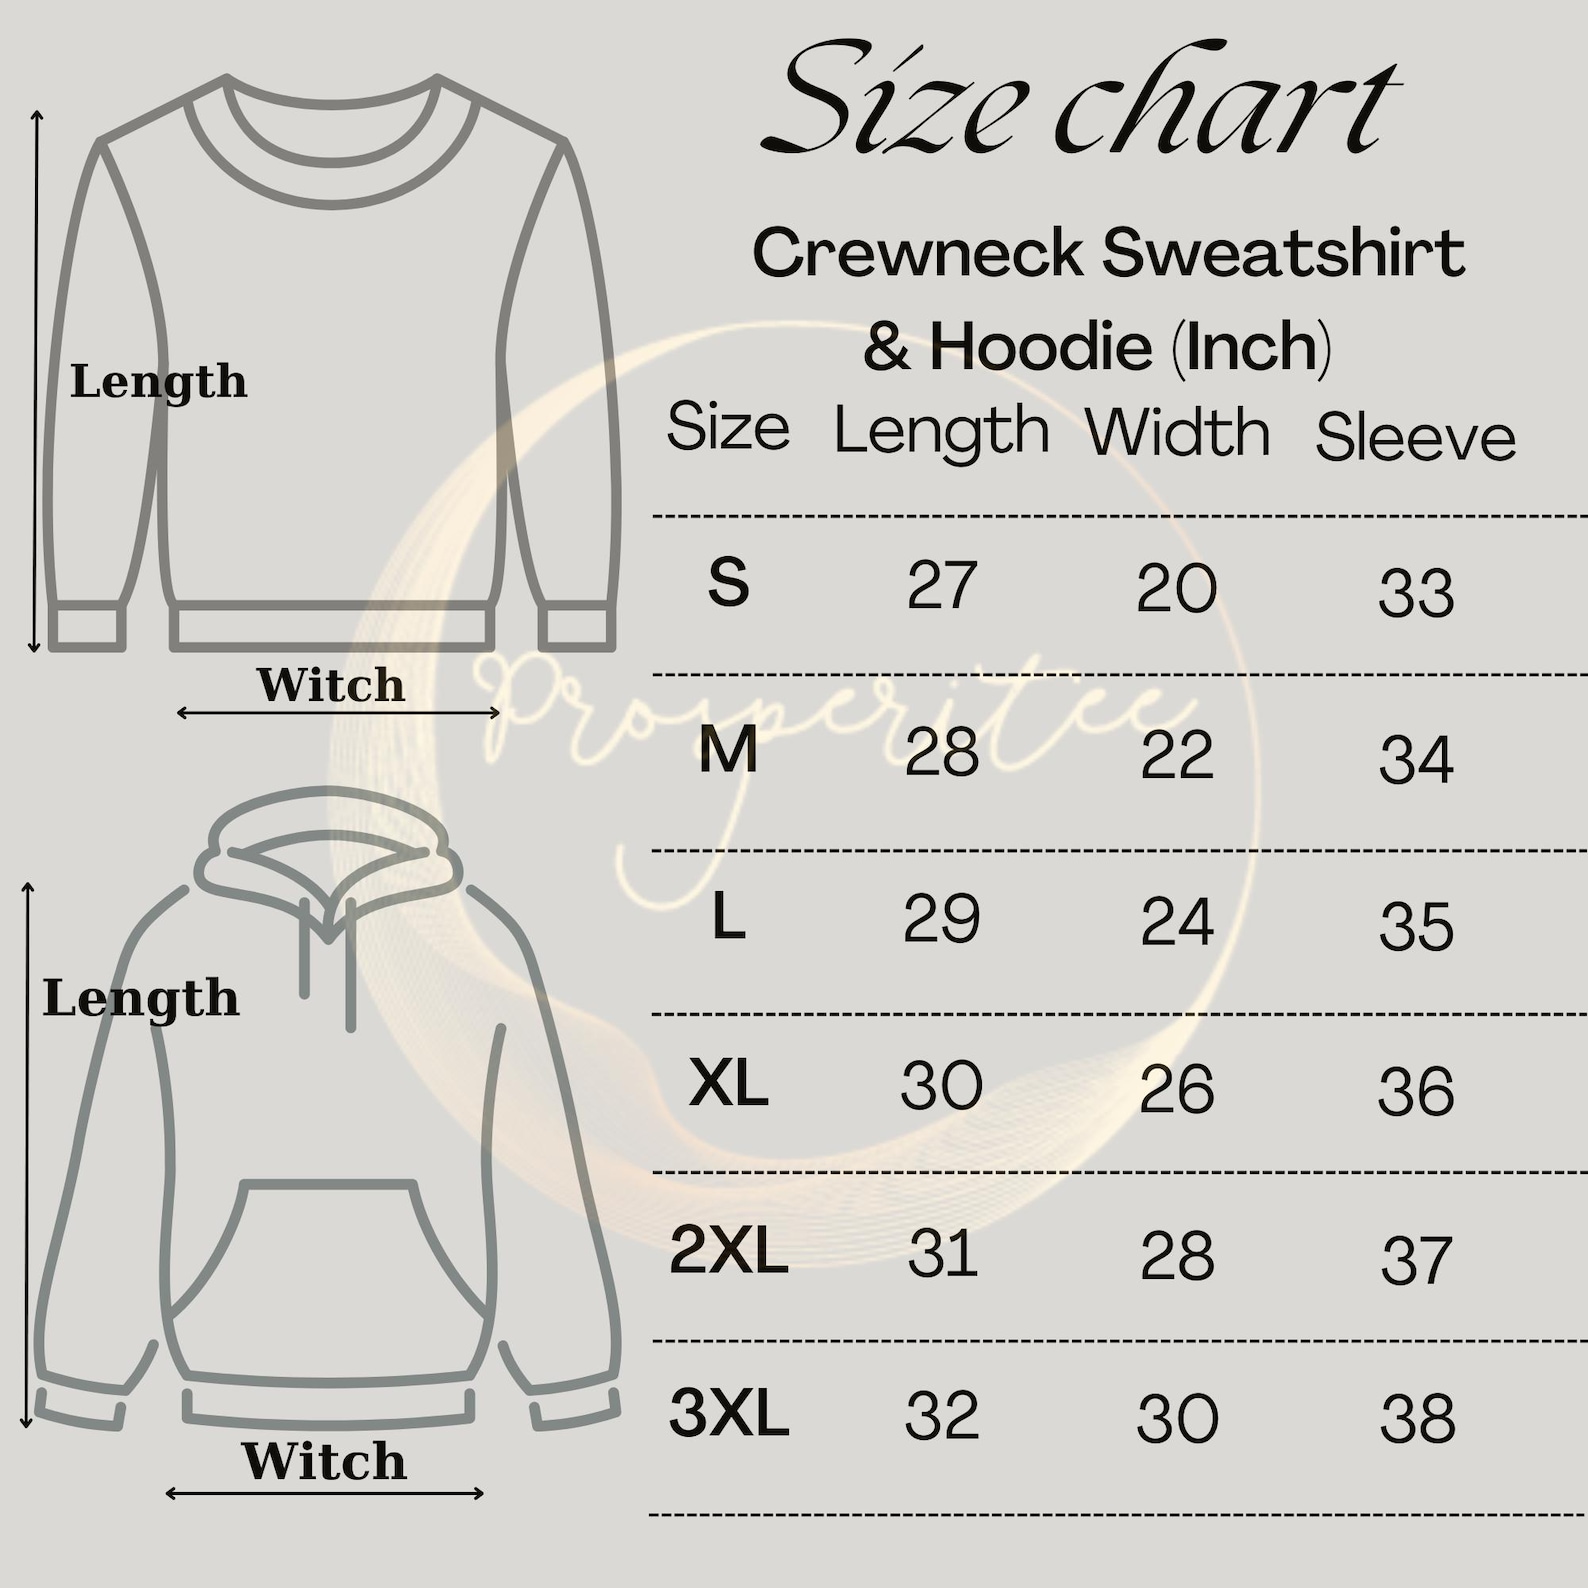 Size chart
Crewneck Sweatshirt
& Hoodie (Inch)
Size Length Width Sleeve
S 27 20 33
M 28 22 34
L 29 24 35
XL 30 26 36
2XL 31 28 37
3XL 32 30 38
Length
Witch
Length
Witch
Prosperitee